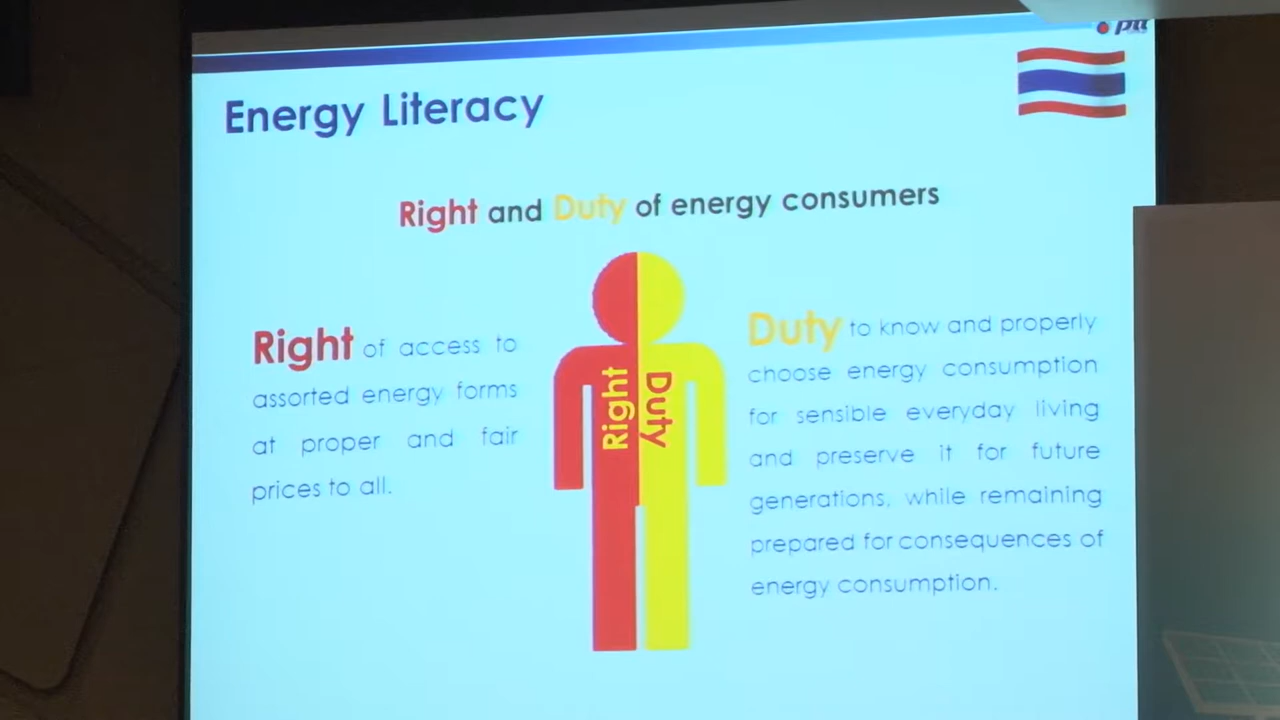 ptt
Energy Literacy
Right and Duty of energy consumers
Right of access to
assorted energy forms
at proper and fair
prices to all.
Right
Duty
Duty to know and properly
choose energy consumption
for sensible everyday living
and preserve it for future
generations, while remaining
prepared for consequences of
energy consumption.